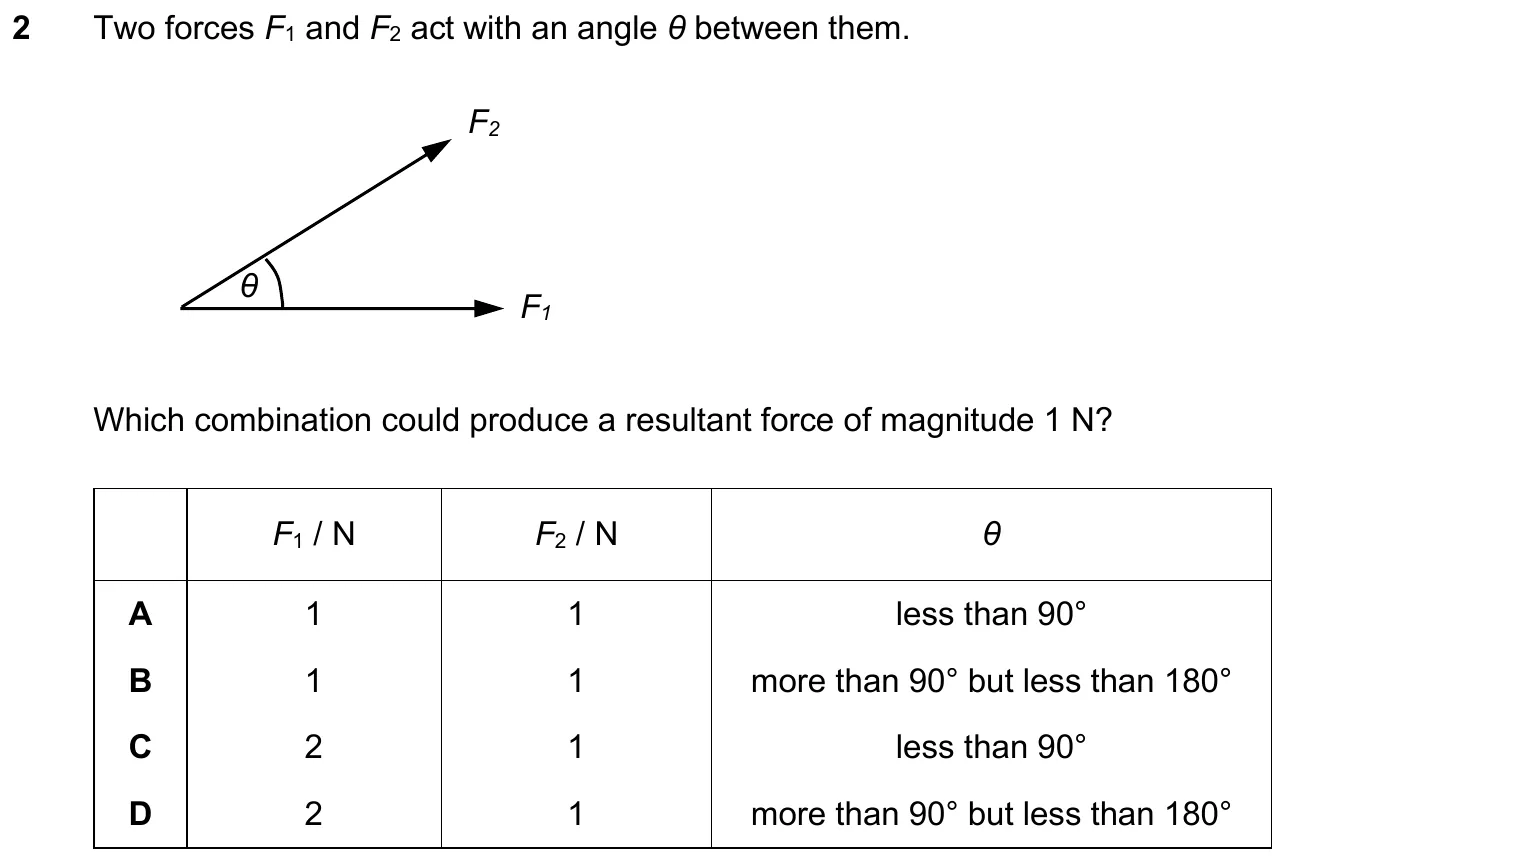 2 Two forces F₁ and F₂ act with an angle θ between them.
F₂
θ
F₁
Which combination could produce a resultant force of magnitude 1 N?
F₁ / N F₂ / N θ
A 1 1 less than 90°
B 1 1 more than 90° but less than 180°
C 2 1 less than 90°
D 2 1 more than 90° but less than 180°